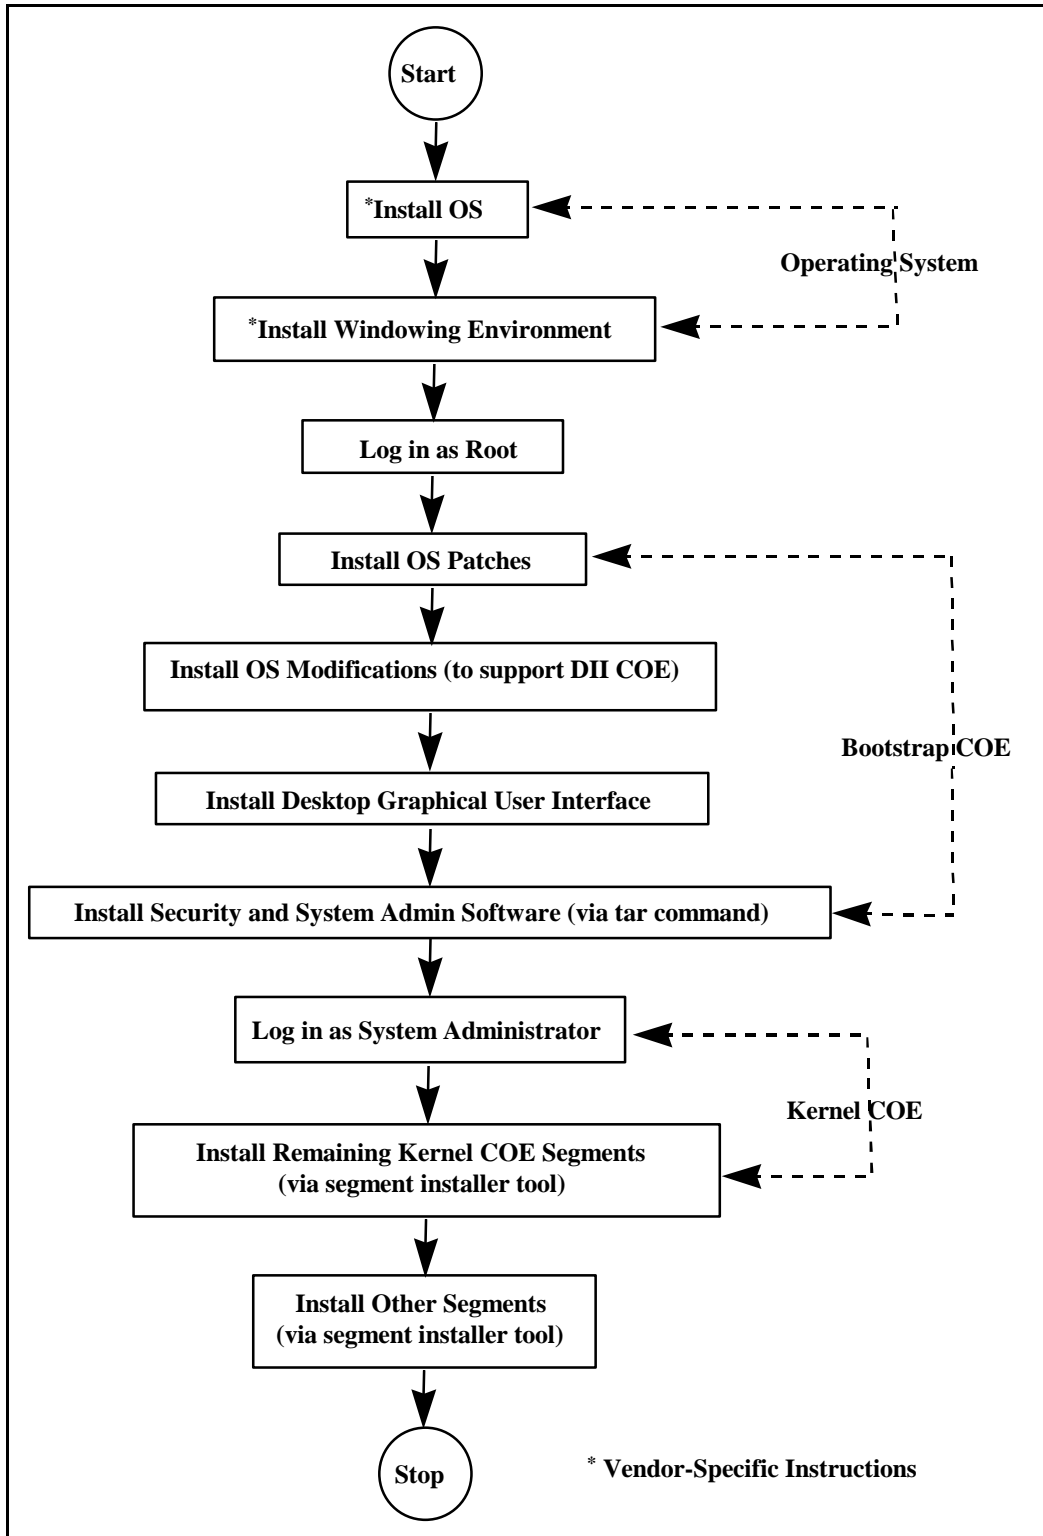 Start
*Install OS
Operating System
*Install Windowing Environment
Log in as Root
Install OS Patches
Install OS Modifications (to support DII COE)
Bootstrap COE
Install Desktop Graphical User Interface
Install Security and System Admin Software (via tar command)
Log in as System Administrator
Kernel COE
Install Remaining Kernel COE Segments
(via segment installer tool)
Install Other Segments
(via segment installer tool)
Stop
* Vendor-Specific Instructions